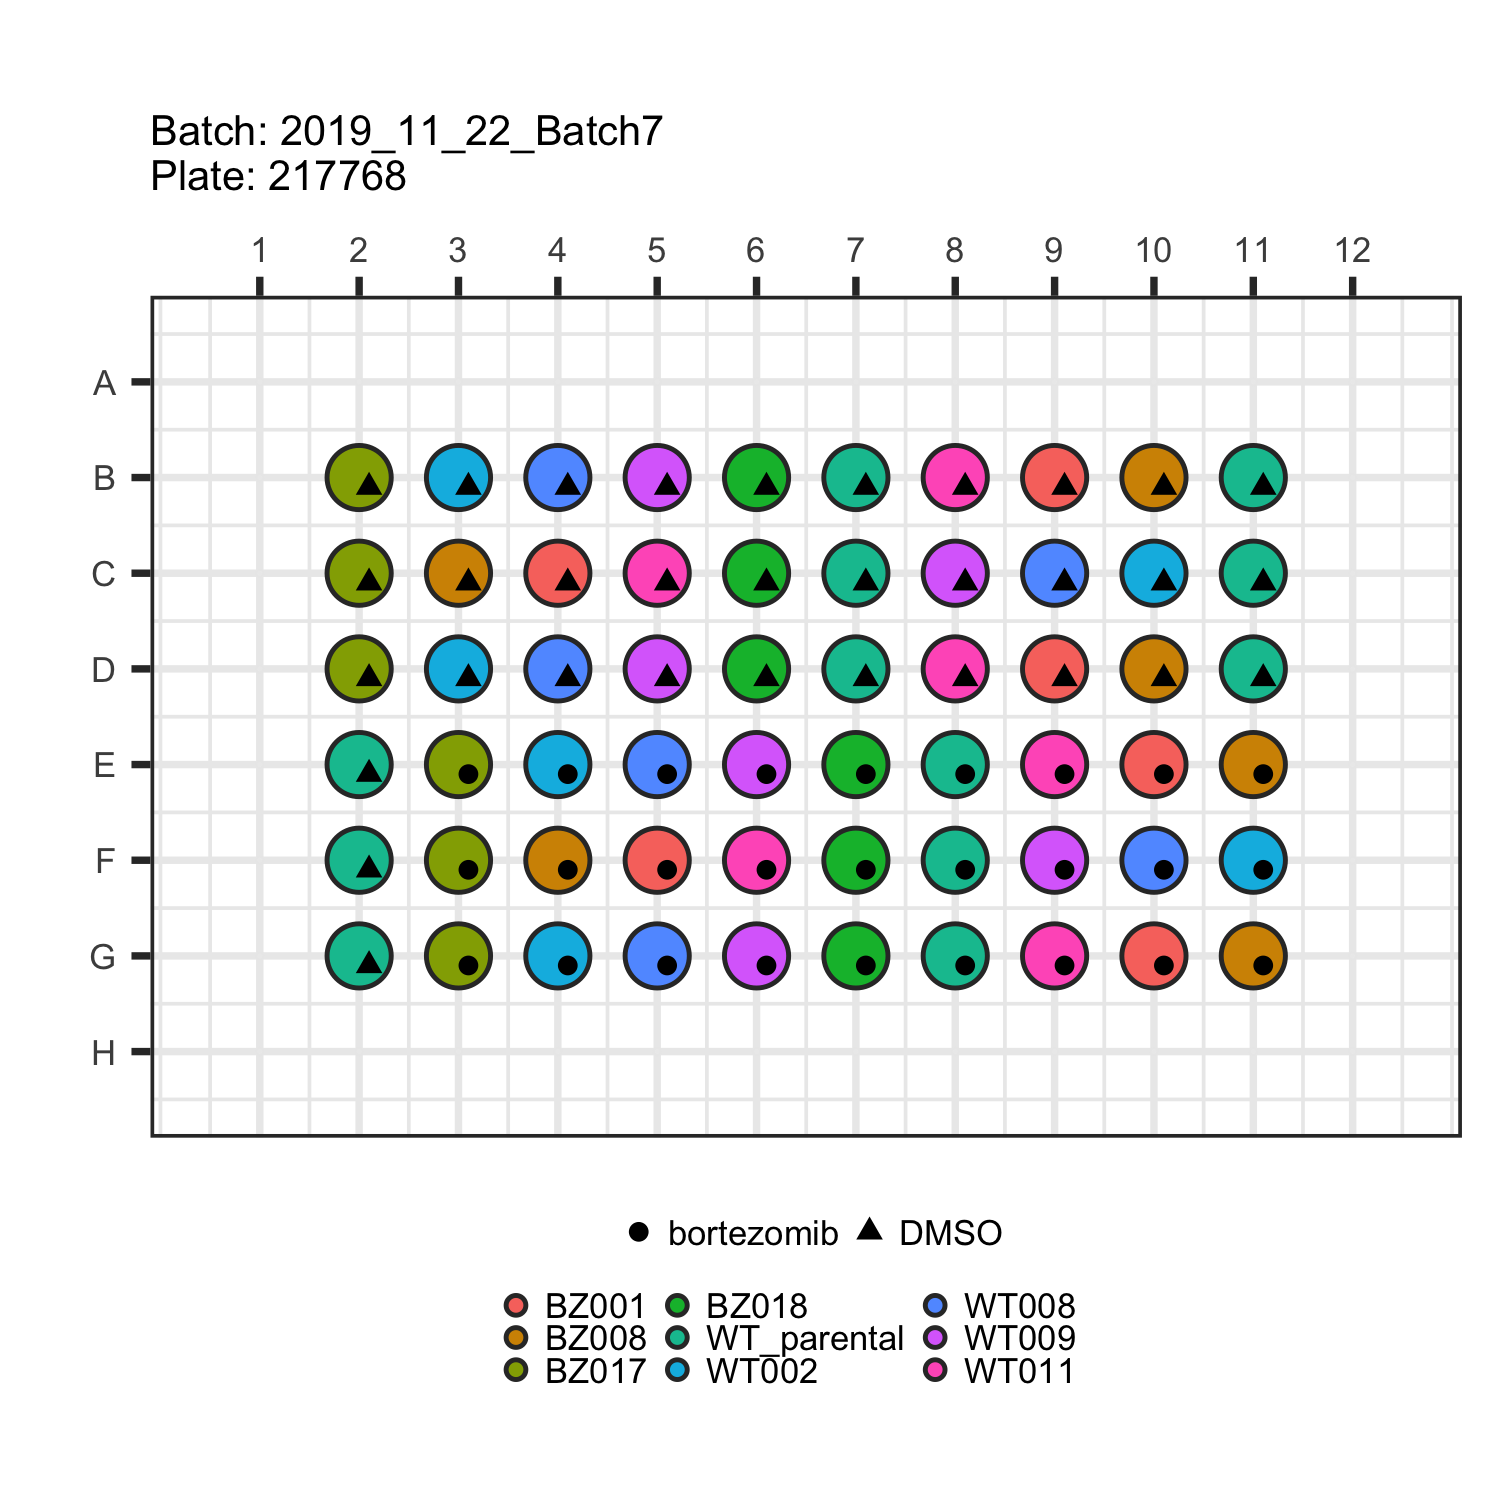 Batch: 2019_11_22_Batch7
Plate: 217768
1 2 3 4 5 6 7 8 9 10 11 12
A
B
C
D
E
F
G
H
bortezomib DMSO
BZ001 BZ018 WT008
BZ008 WT_parental WT009
BZ017 WT002 WT011